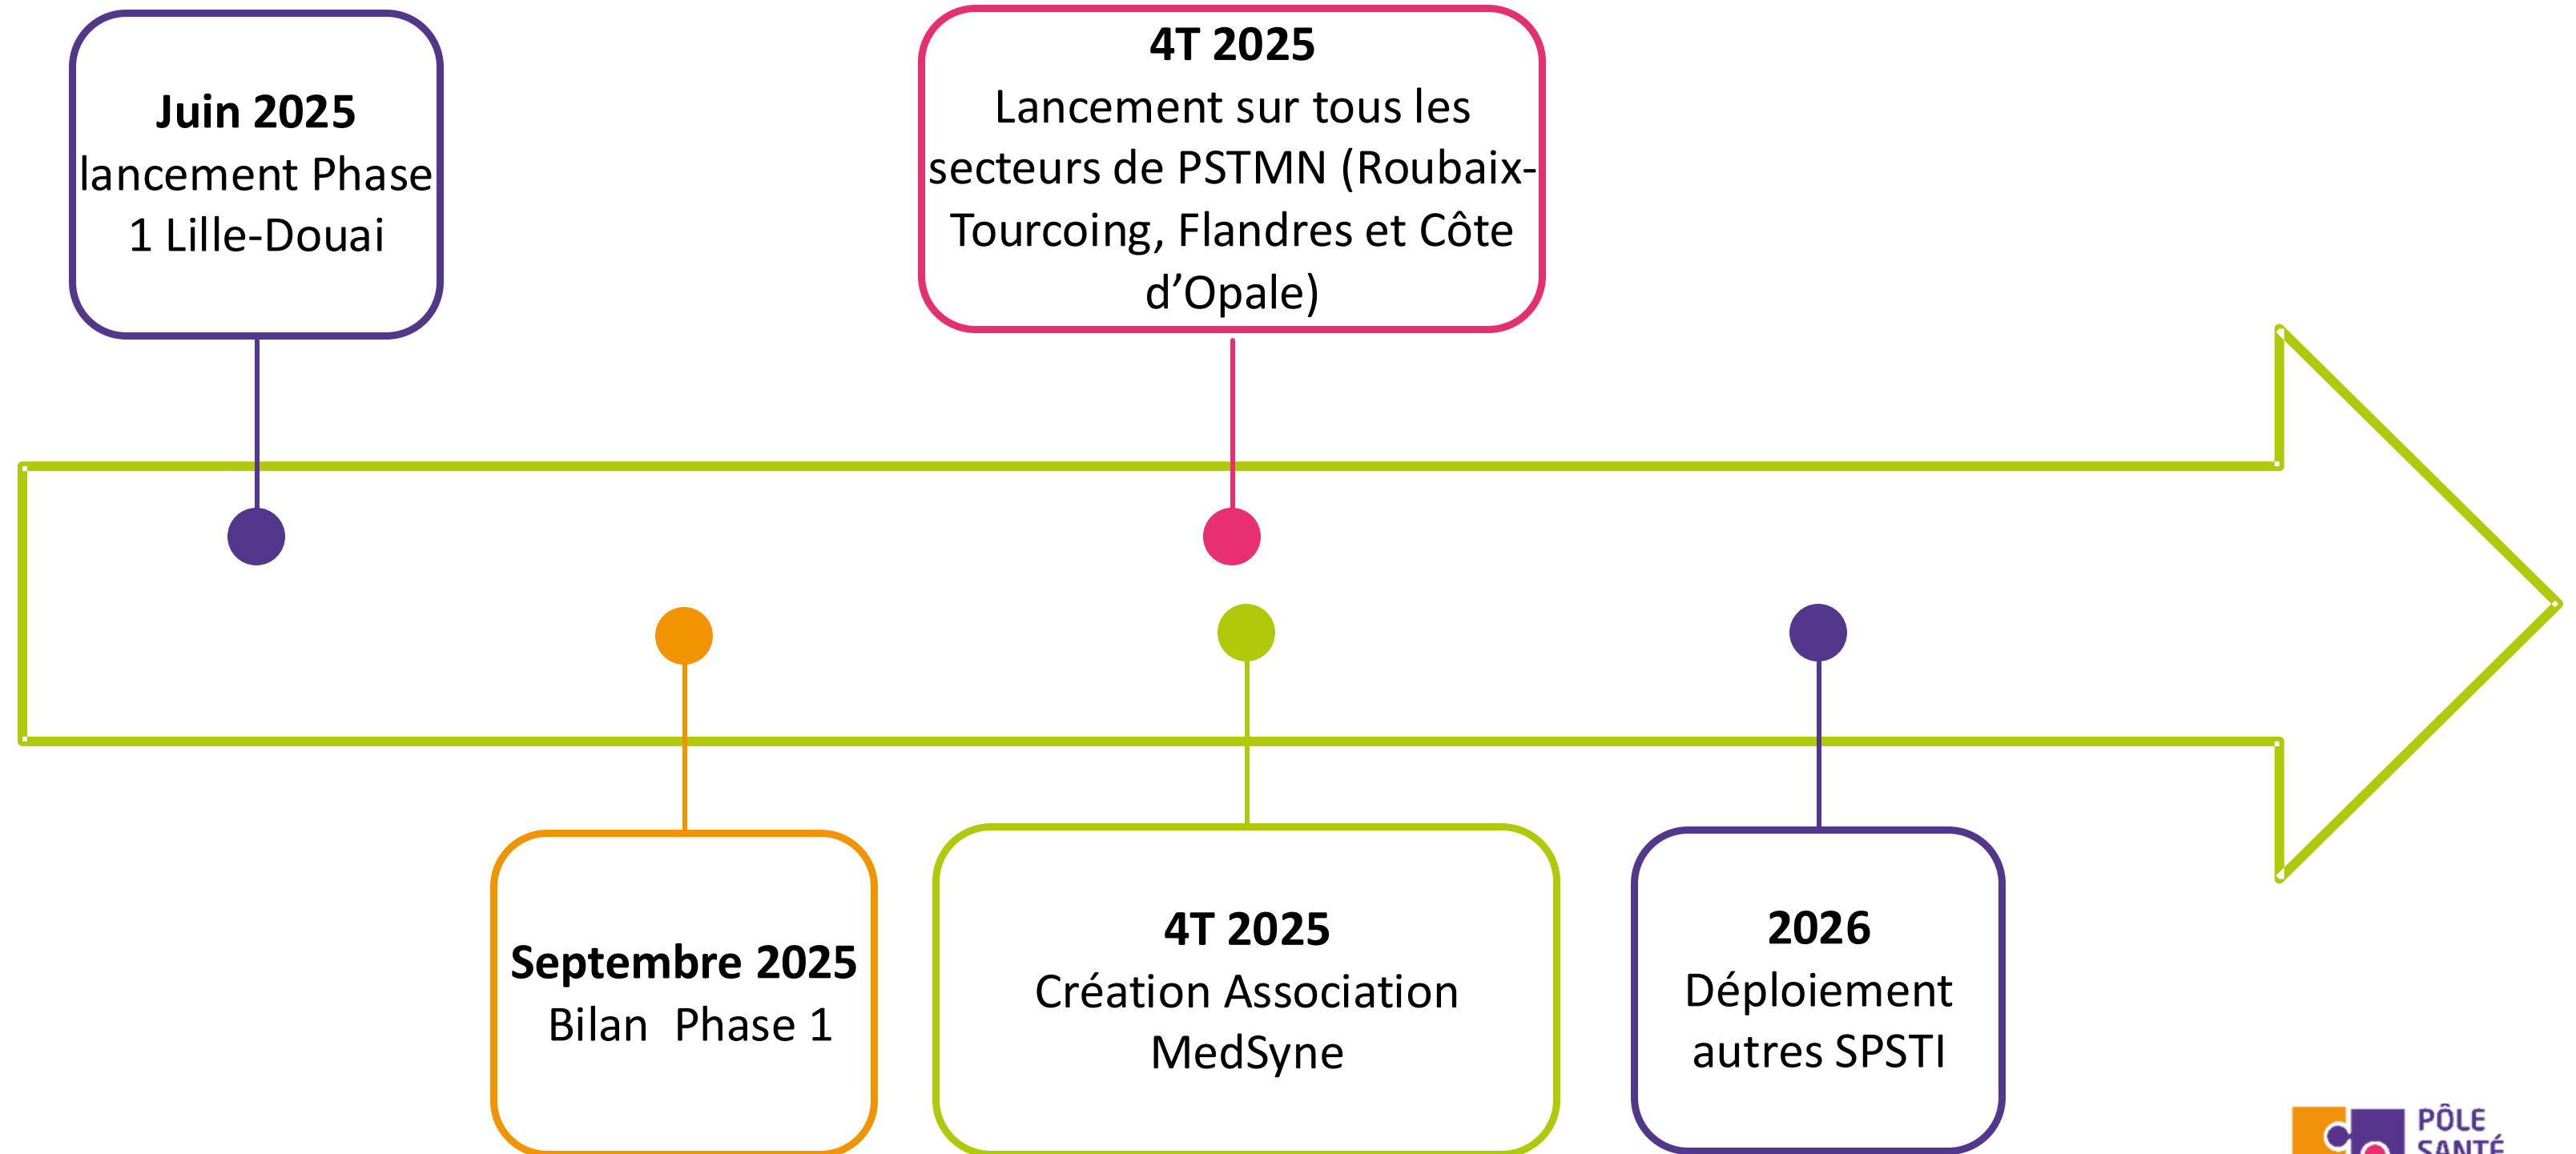 Juin 2025
lancement Phase
1 Lille-Douai
4T 2025
Lancement sur tous les
secteurs de PSTMN (Roubaix-
Tourcoing, Flandres et Côte
d’Opale)
Septembre 2025
Bilan  Phase 1
4T 2025
Création Association
MedSyne
2026
Déploiement
autres SPSTI
PÔLE
SANTÉ